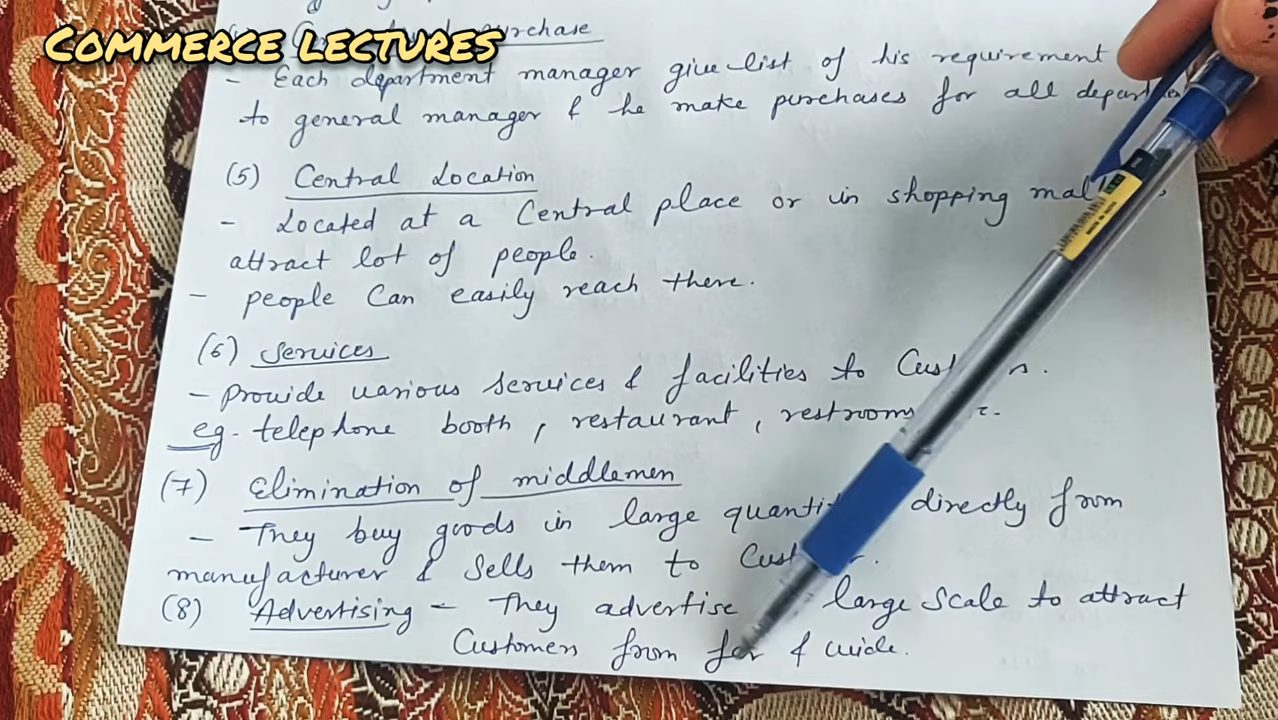 COMMERCE LECTURES
- Each department manager give list of his requirement
to general manager & he make purchases for all
(5) Central Location
- Located at a Central place or in shopping
attract lot of people.
- people can easily reach there.
(6) Services
- provide various services & facilities to
eg. telephone booth, restaurant,
(7) Elimination of middlemen
- They buy goods in large directly from
manufacturer & sells them to
(8) Advertising - They advertise large scale to attract
Customers from far & wide.